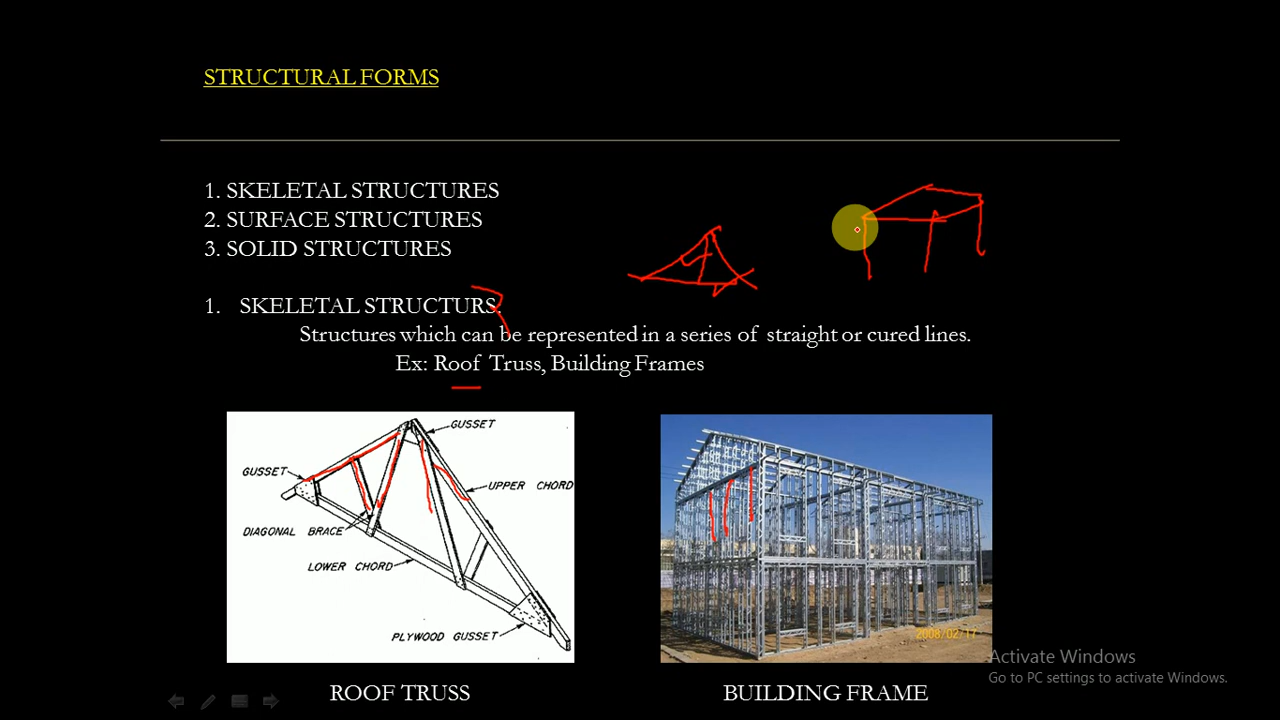 STRUCTURAL FORMS
1. SKELETAL STRUCTURES
2. SURFACE STRUCTURES
3. SOLID STRUCTURES
1. SKELETAL STRUCTURS.
Structures which can be represented in a series of straight or cured lines.
Ex: Roof Truss, Building Frames
GUSSET
GUSSET
UPPER CHORD
DIAGONAL BRACE
LOWER CHORD
PLYWOOD GUSSET
2008/02/17
Activate Windows
Go to PC settings to activate Windows.
ROOF TRUSS
BUILDING FRAME